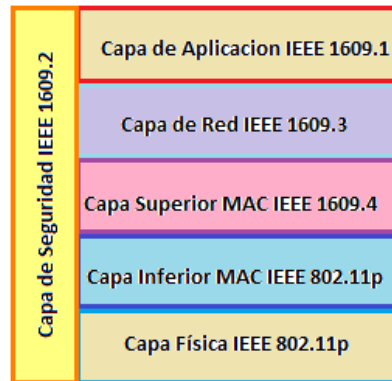 Capa de Seguridad IEEE 1609.2
Capa de Aplicacion IEEE 1609.1
Capa de Red IEEE 1609.3
Capa Superior MAC IEEE 1609.4
Capa Inferior MAC IEEE 802.11p
Capa Física IEEE 802.11p